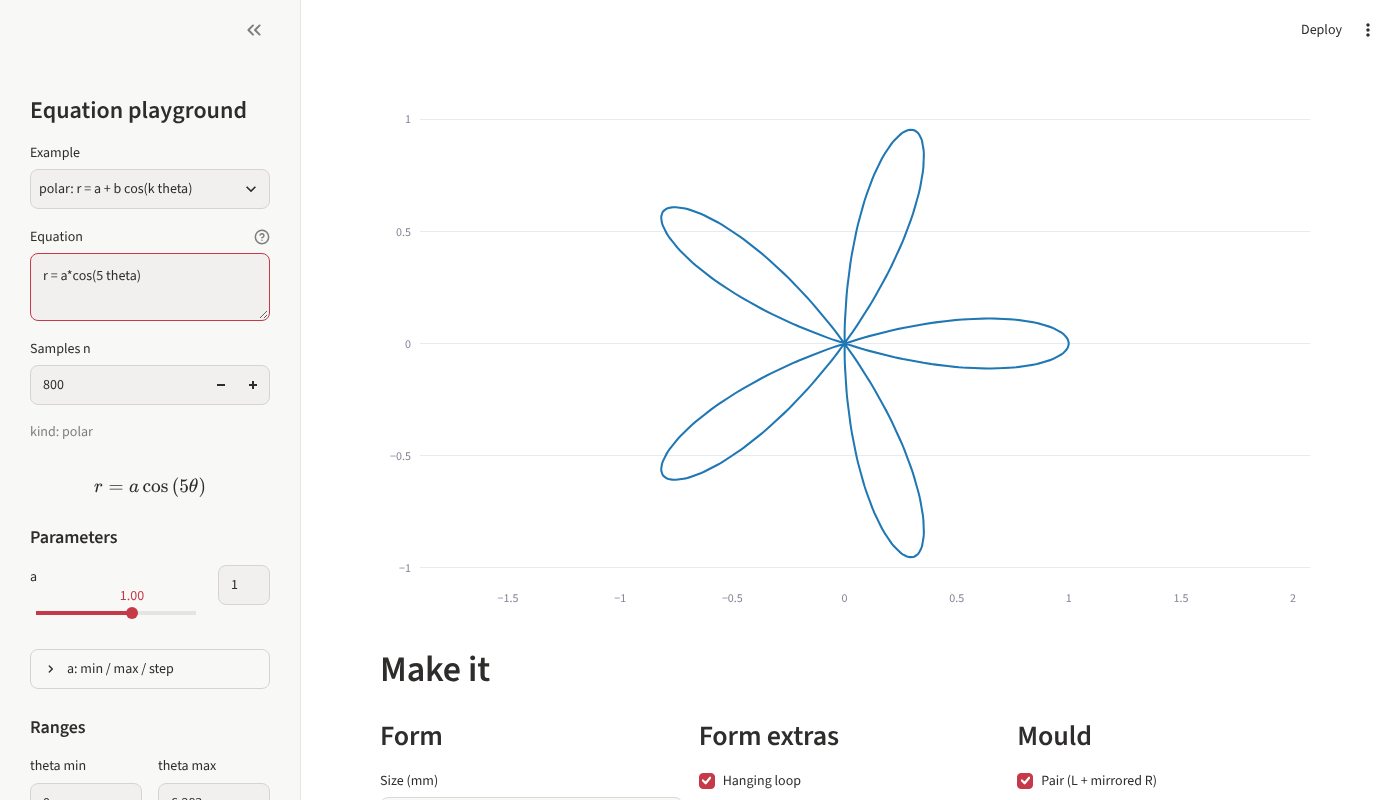 Deploy
Equation playground
Example
polar: r = a + b cos(k theta)
Equation
r = a*cos(5 theta)
Samples n
800
kind: polar
r = a cos (5θ)
Parameters
a
1
1.00
a: min / max / step
Ranges
theta min theta max
1
0.5
0
−0.5
−1
−1.5 −1 −0.5 0 0.5 1 1.5 2
Make it
Form Form extras Mould
Size (mm) Hanging loop Pair (L + mirrored R)